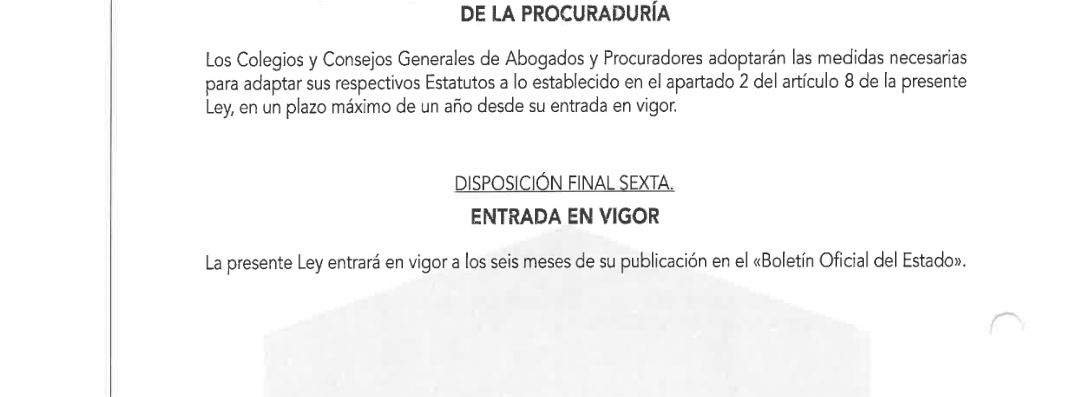 DE LA PROCURADURÍA
Los Colegios y Consejos Generales de Abogados y Procuradores adoptarán las medidas necesarias
para adaptar sus respectivos Estatutos a lo establecido en el apartado 2 del artículo 8 de la presente
Ley, en un plazo máximo de un año desde su entrada en vigor.
DISPOSICIÓN FINAL SEXTA.
ENTRADA EN VIGOR
La presente Ley entrará en vigor a los seis meses de su publicación en el «Boletín Oficial del Estado».